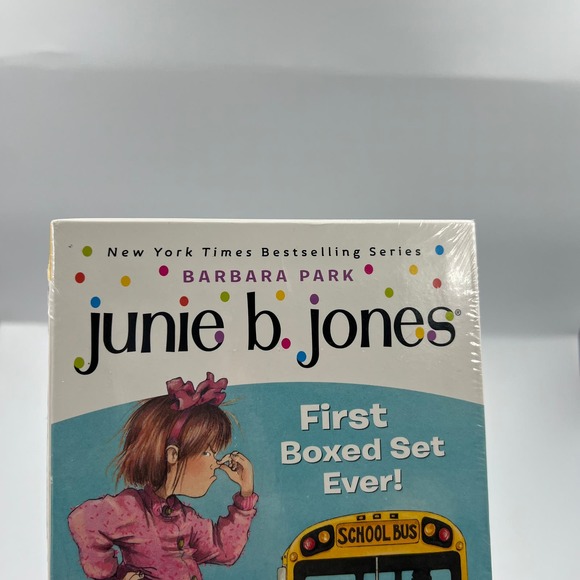 New York Times Bestselling Series
BARBARA PARK
junie b. jones®
First
Boxed Set
Ever!
SCHOOL BUS